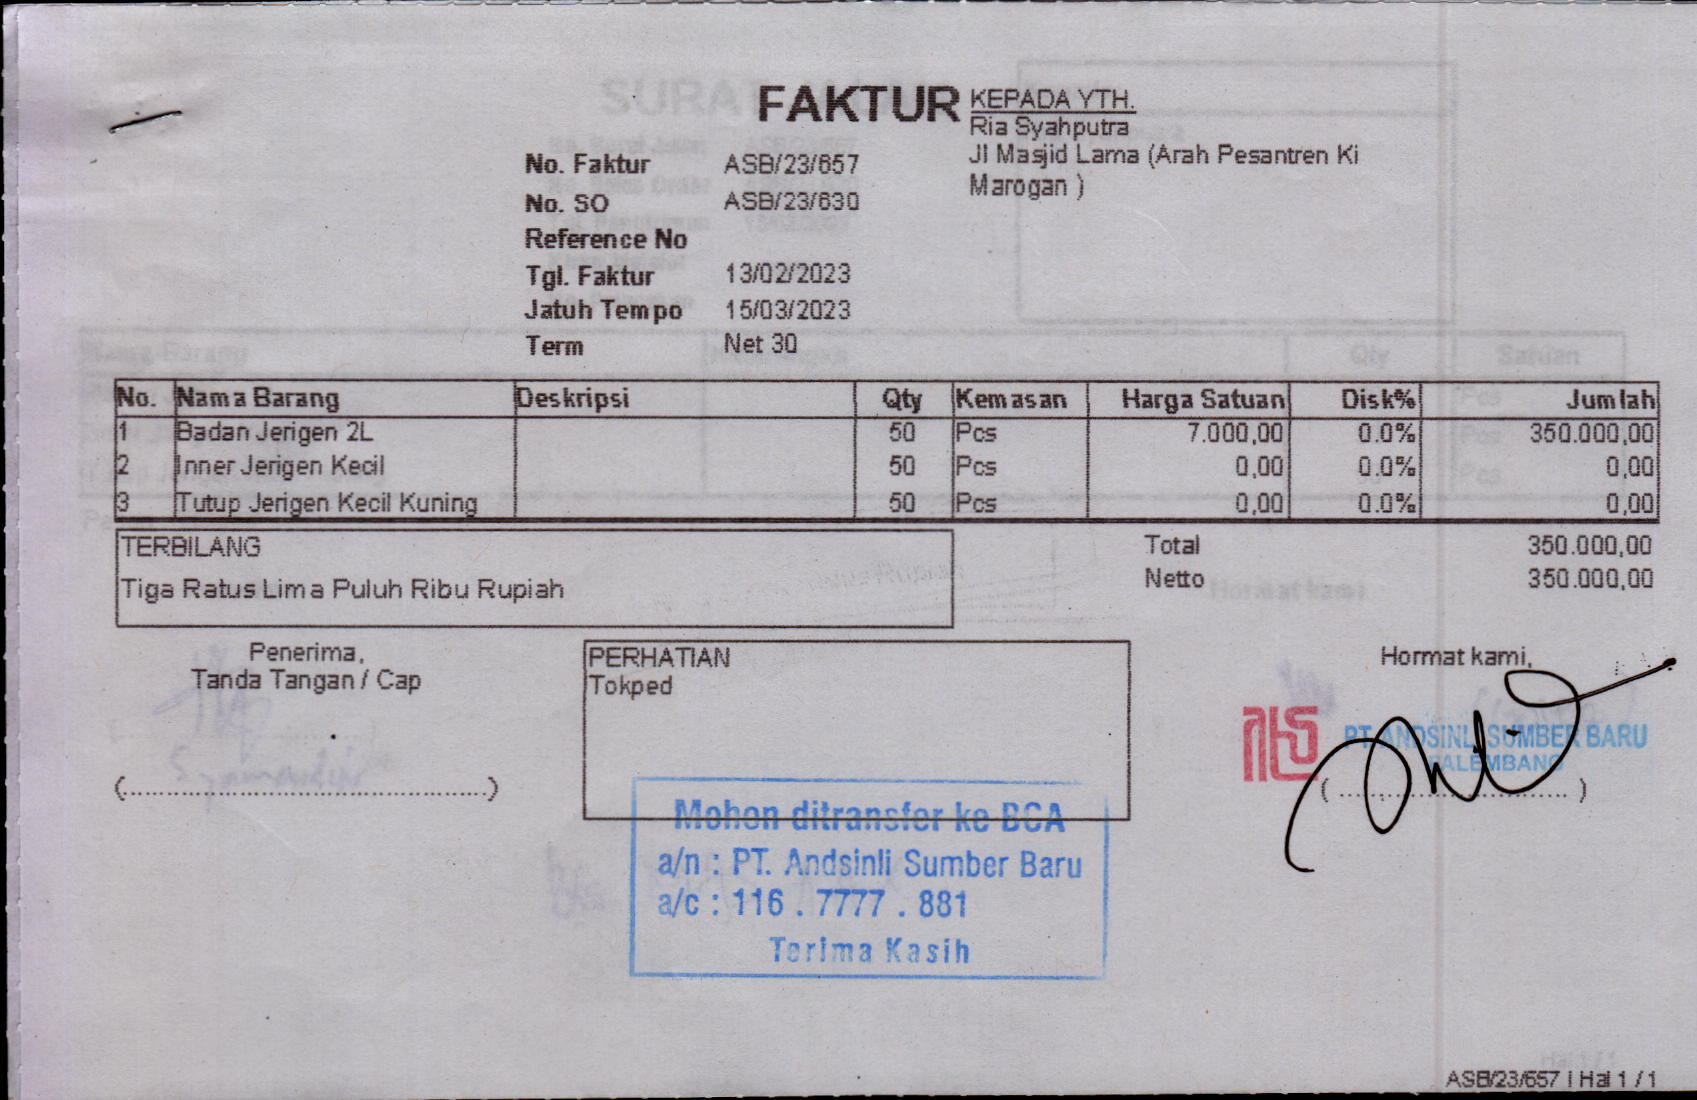 FAKTUR
KEPADA YTH.
Ria Syahputra
Jl Masjid Lama (Arah Pesantren Ki
Marogan )
No. Faktur ASB/23/657
No. SO ASB/23/630
Reference No
Tgl. Faktur 13/02/2023
Jatuh Tempo 15/03/2023
Term Net 30
No. Nama Barang Deskripsi Qty Kemasan Harga Satuan Disk% Jumlah
1 Badan Jerigen 2L 50 Pcs 7.000,00 0.0% 350.000,00
2 Inner Jerigen Kecil 50 Pcs 0,00 0.0% 0,00
3 Tutup Jerigen Kecil Kuning 50 Pcs 0,00 0.0% 0,00
TERBILANG
Tiga Ratus Lima Puluh Ribu Rupiah
Total 350.000,00
Netto 350.000,00
Penerima,
Tanda Tangan / Cap
(........................................................)
PERHATIAN
Tokped
Hormat kami,
PT. ANDSINLI SUMBER BARU
PALEMBANG
( ................................... )
Mohon ditransfer ke BCA
a/n : PT. Andsinli Sumber Baru
a/c : 116 . 7777 . 881
Terima Kasih
ASB/23/657 | Hal 1 / 1